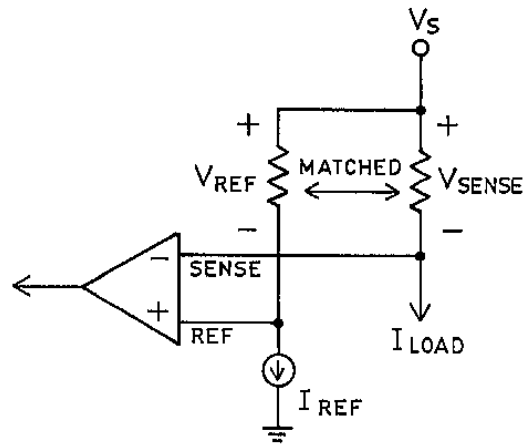 VS
+ +
VREF MATCHED VSENSE
− −
− SENSE
+ REF
ILOAD
IREF